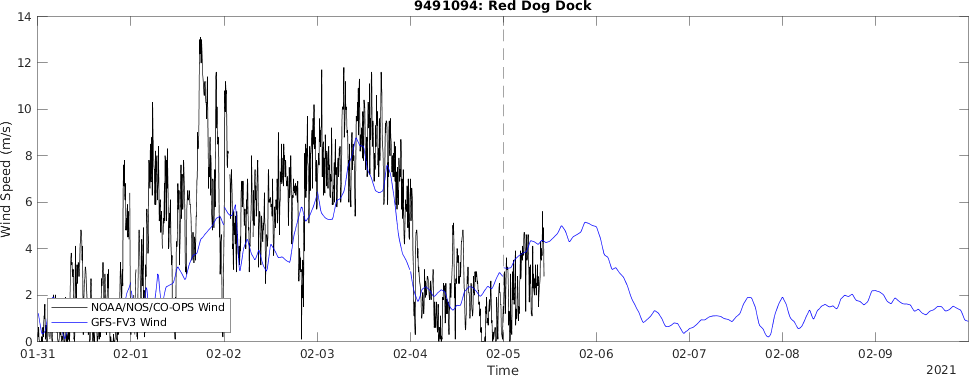 9491094: Red Dog Dock
14
12
10
8
6
4
2
0
Wind Speed (m/s)
NOAA/NOS/CO-OPS Wind
GFS-FV3 Wind
01-31 02-01 02-02 02-03 02-04 02-05 02-06 02-07 02-08 02-09
Time
2021